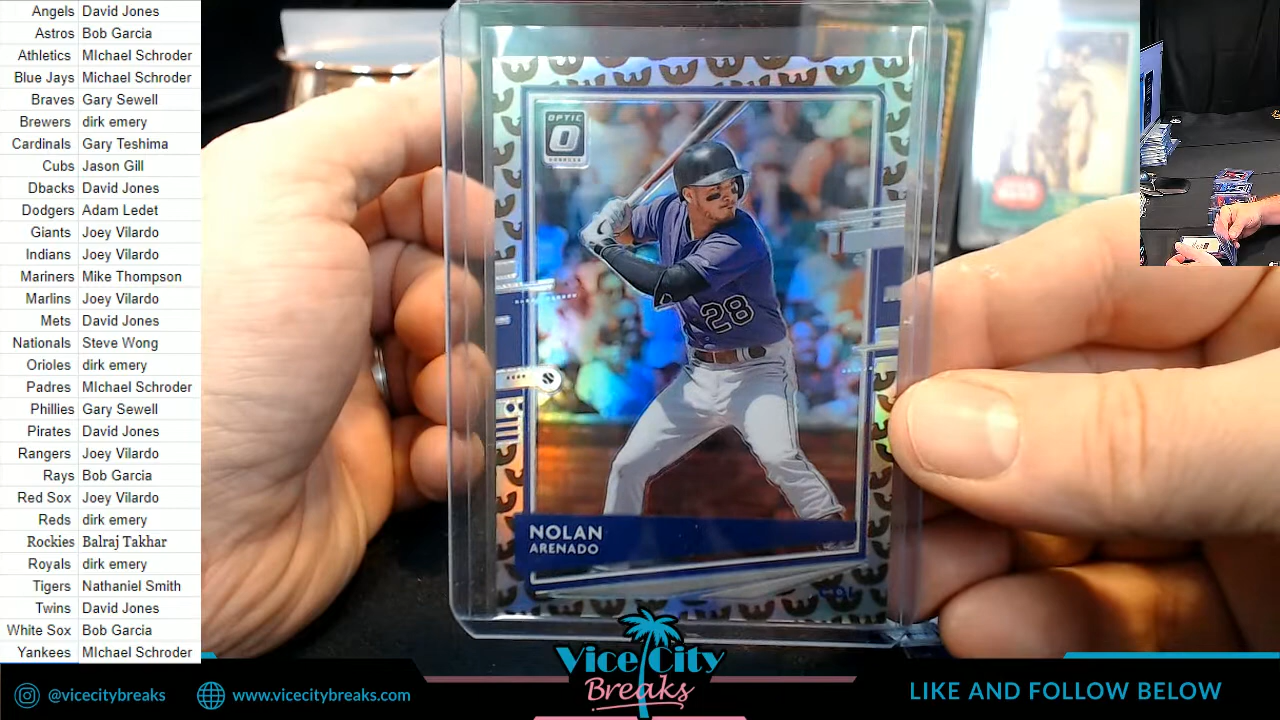 Angels David Jones
Astros Bob Garcia
Athletics MIchael Schroder
Blue Jays Michael Schroder
Braves Gary Sewell
Brewers dirk emery
Cardinals Gary Teshima
Cubs Jason Gill
Dbacks David Jones
Dodgers Adam Ledet
Giants Joey Vilardo
Indians Joey Vilardo
Mariners Mike Thompson
Marlins Joey Vilardo
Mets David Jones
Nationals Steve Wong
Orioles dirk emery
Padres MIchael Schroder
Phillies Gary Sewell
Pirates David Jones
Rangers Joey Vilardo
Rays Bob Garcia
Red Sox Joey Vilardo
Reds dirk emery
Rockies Balraj Takhar
Royals dirk emery
Tigers Nathaniel Smith
Twins David Jones
White Sox Bob Garcia
Yankees MIchael Schroder
OPTIC
DONRUSS
28
NOLAN
ARENADO
COL
Vice City
Breaks
@vicecitybreaks
www.vicecitybreaks.com
LIKE AND FOLLOW BELOW